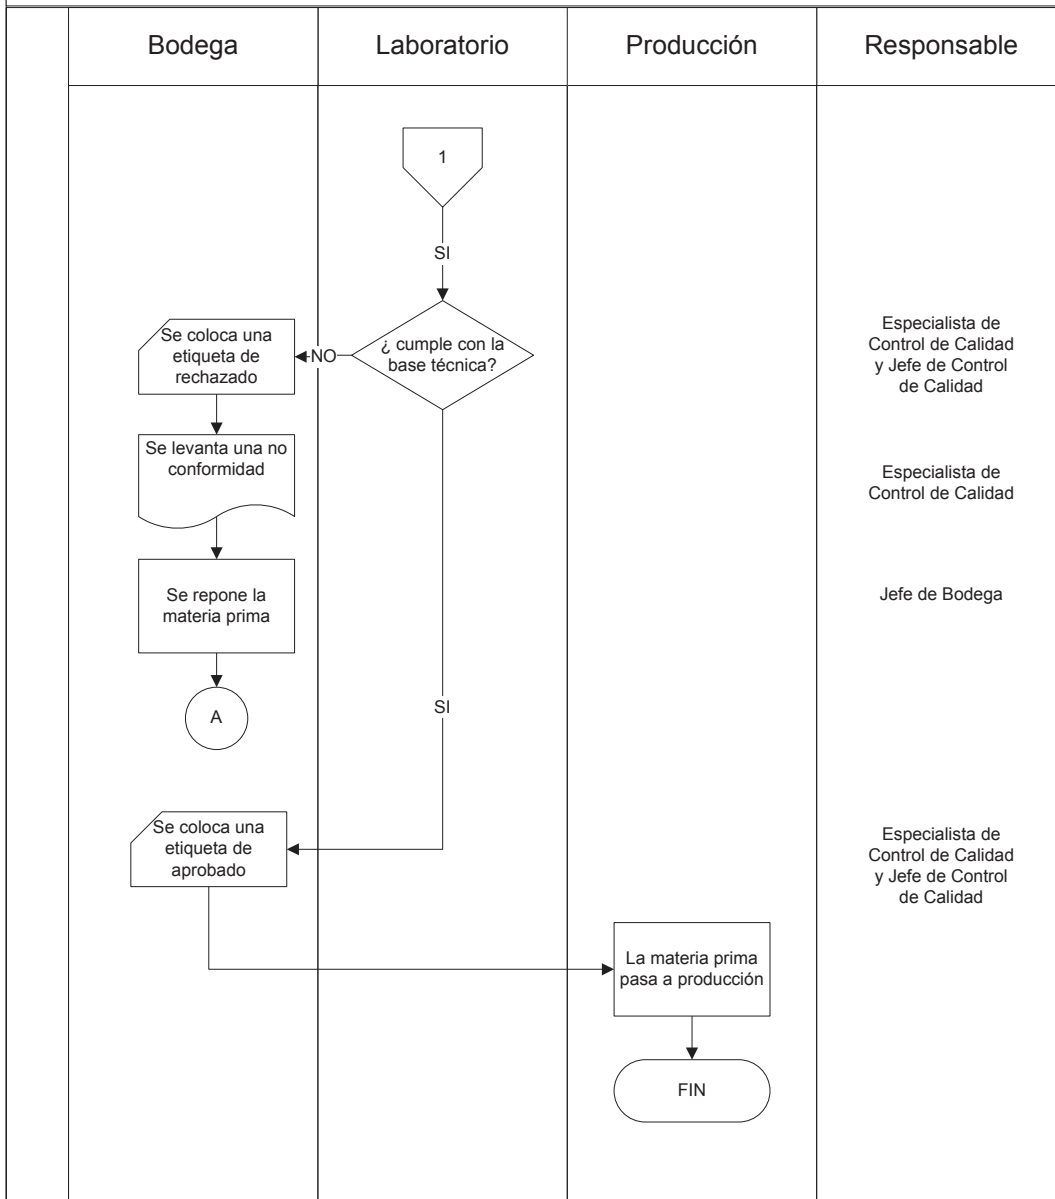 Bodega
Laboratorio
Producción
Responsable
1
SI
¿ cumple con la
base técnica?
NO
Se coloca una
etiqueta de
rechazado
Especialista de
Control de Calidad
y Jefe de Control
de Calidad
Se levanta una no
conformidad
Especialista de
Control de Calidad
Se repone la
materia prima
Jefe de Bodega
A
SI
Se coloca una
etiqueta de
aprobado
Especialista de
Control de Calidad
y Jefe de Control
de Calidad
La materia prima
pasa a producción
FIN